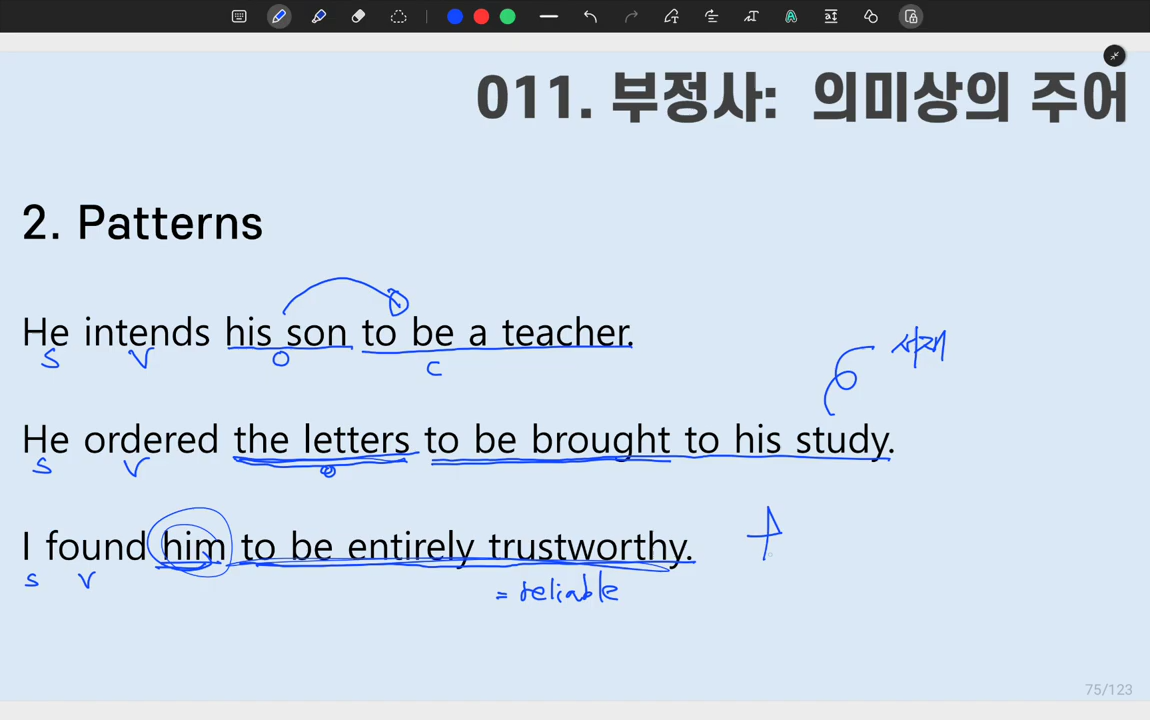 011. 부정사: 의미상의 주어
2. Patterns
He intends his son to be a teacher.
S V O C
서재
He ordered the letters to be brought to his study.
S V o
I found him to be entirely trustworthy.
S V = reliable
75/123